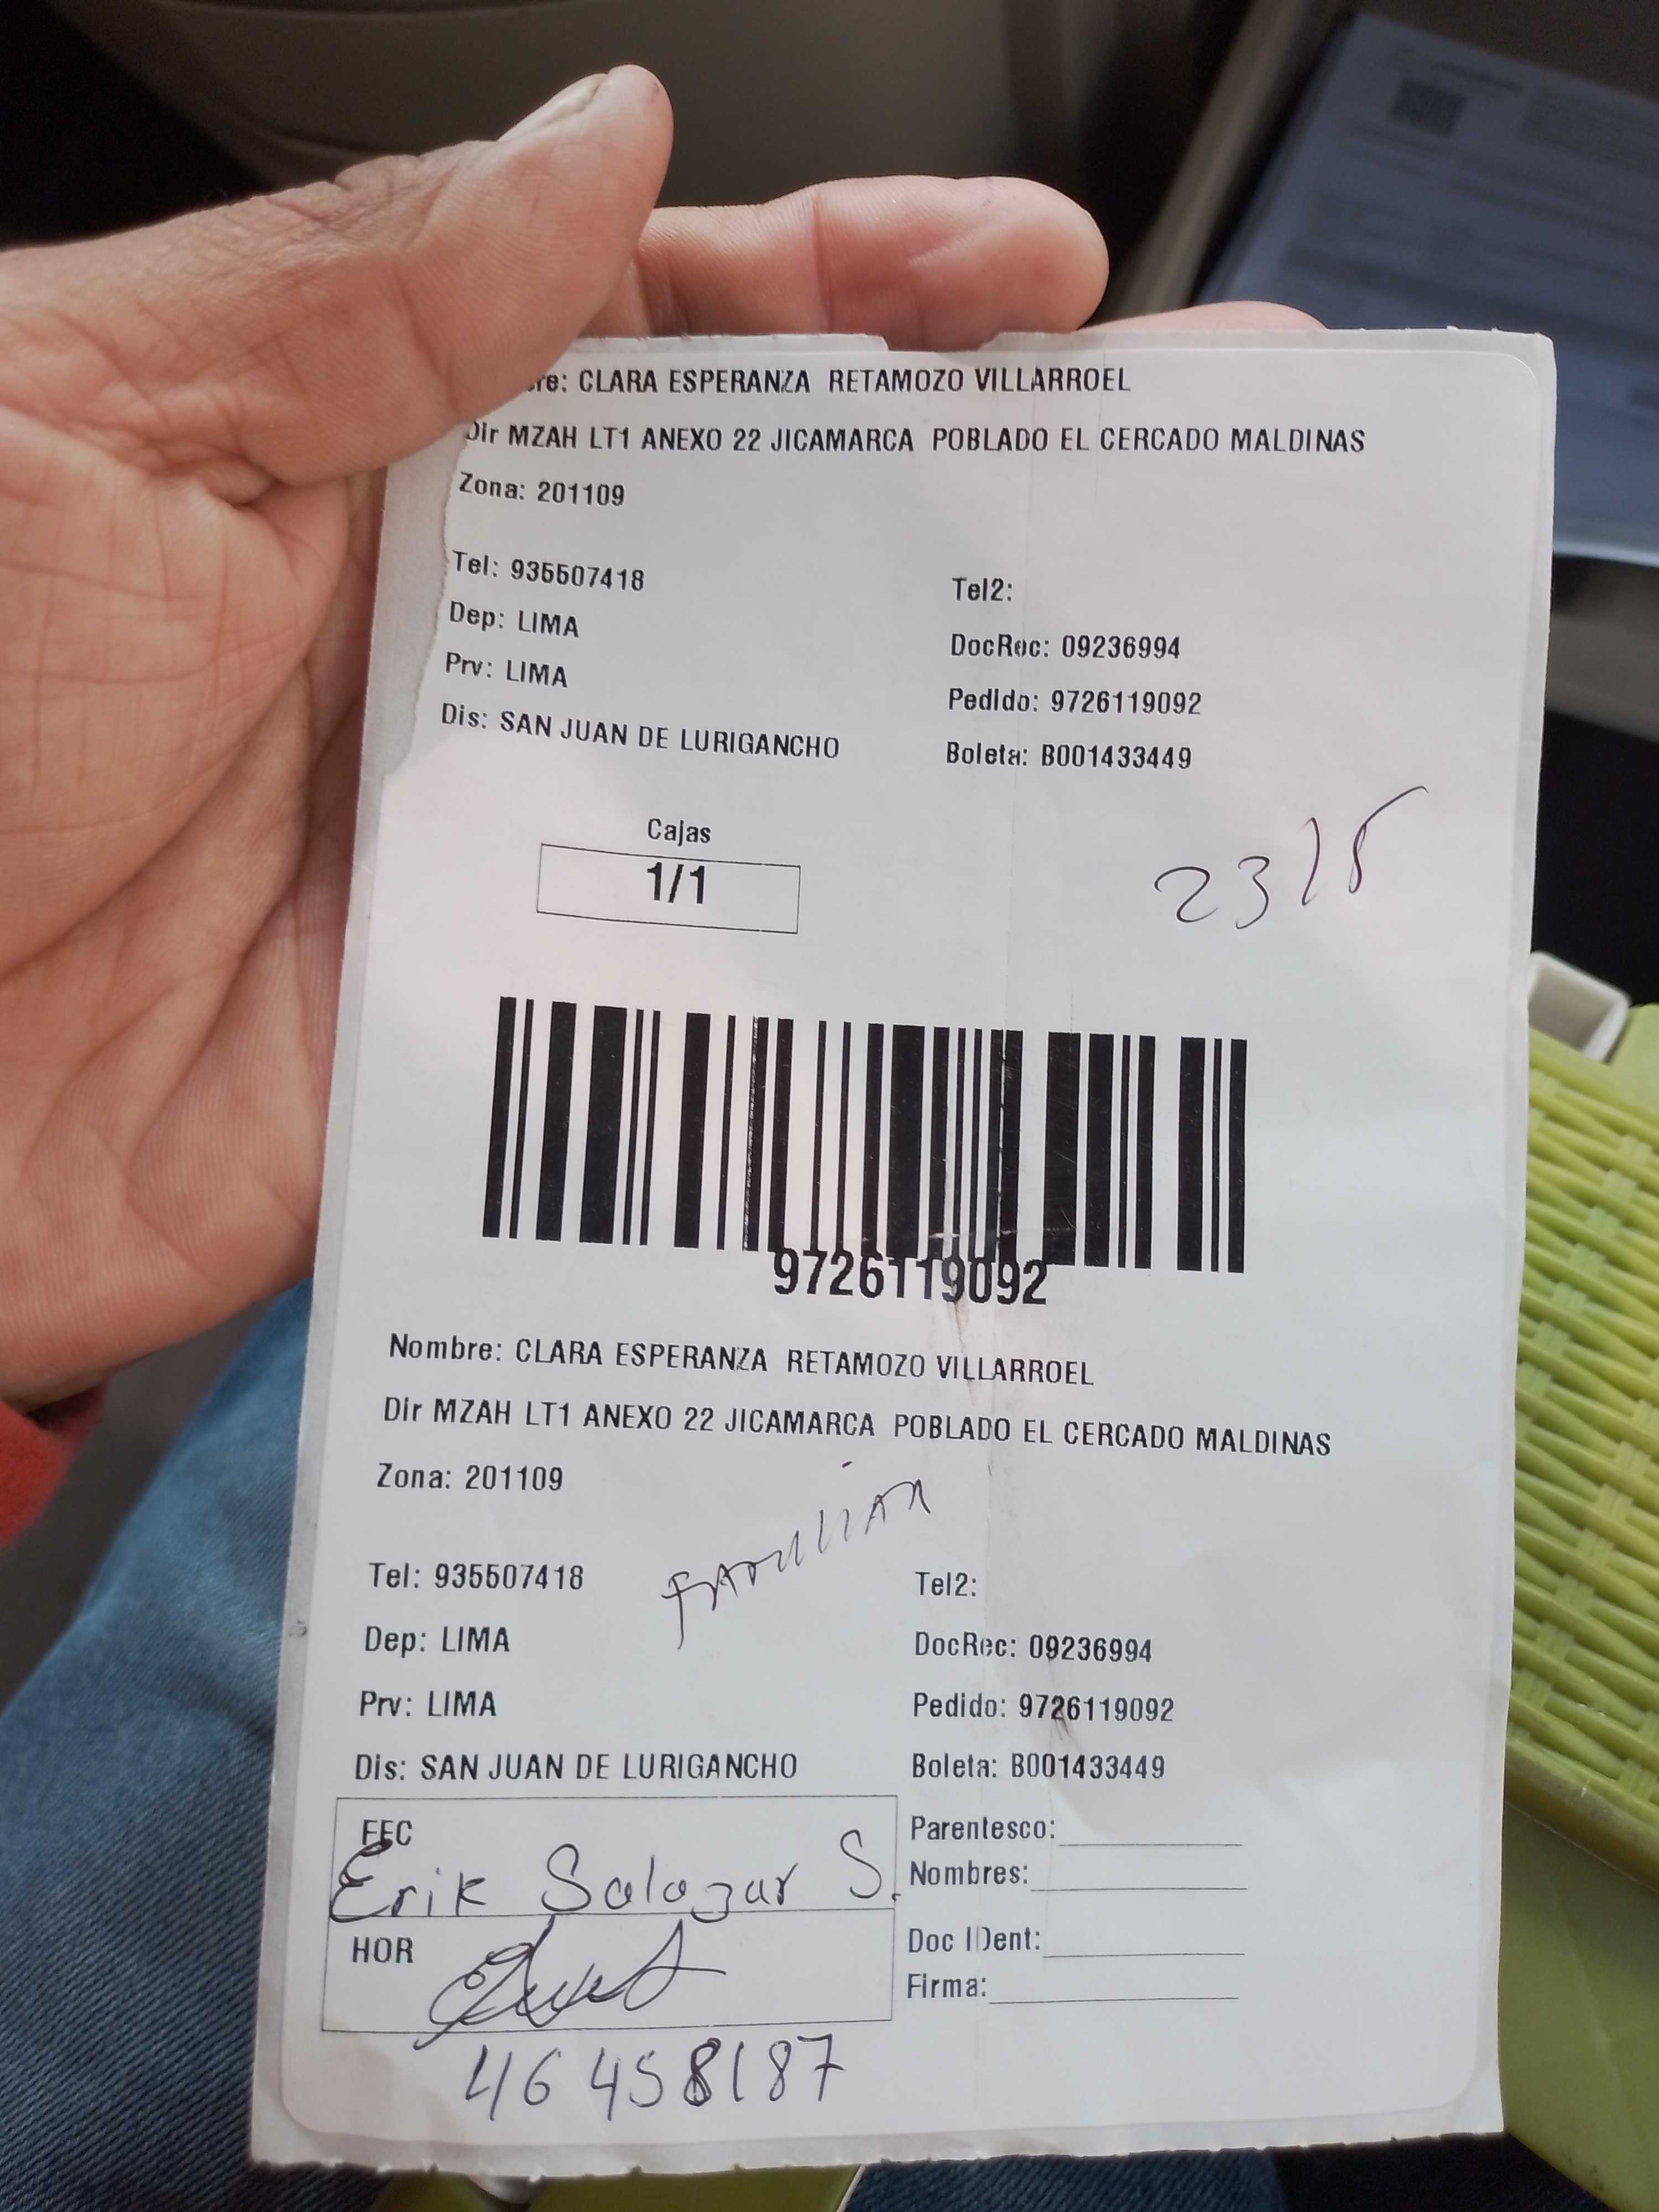 re: CLARA ESPERANZA RETAMOZO VILLARROEL
Dir MZAH LT1 ANEXO 22 JICAMARCA POBLADO EL CERCADO MALDINAS
Zona: 201109
Tel: 935507418 Tel2:
Dep: LIMA DocRec: 09236994
Prv: LIMA Pedido: 9726119092
Dis: SAN JUAN DE LURIGANCHO Boleta: B001433449
Cajas
1/1
9726119092
Nombre: CLARA ESPERANZA RETAMOZO VILLARROEL
Dir MZAH LT1 ANEXO 22 JICAMARCA POBLADO EL CERCADO MALDINAS
Zona: 201109
Tel: 935507418 Tel2:
Dep: LIMA DocRec: 09236994
Prv: LIMA Pedido: 9726119092
Dis: SAN JUAN DE LURIGANCHO Boleta: B001433449
FEC Parentesco:
Erik Salazar S. Nombres:
HOR Doc IDent:
Firma:
46458187